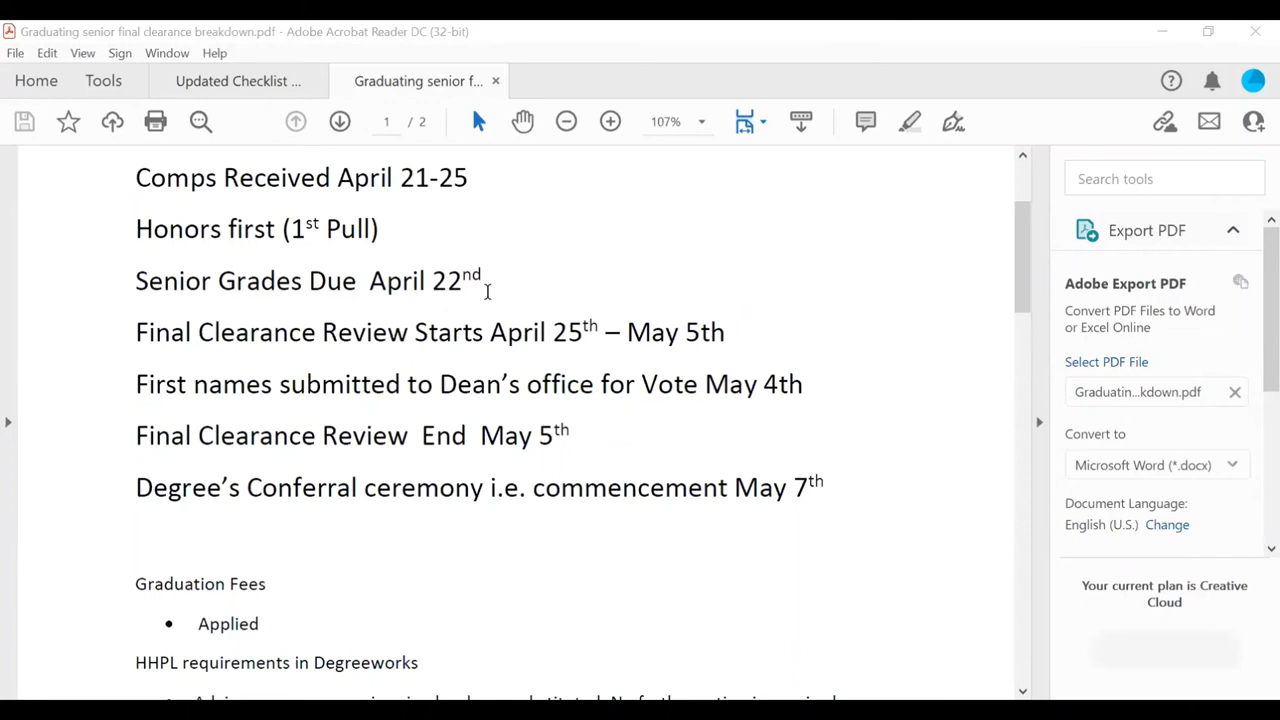 Graduating senior final clearance breakdown.pdf - Adobe Acrobat Reader DC (32-bit)
File Edit View Sign Window Help
Home Tools Updated Checklist ... Graduating senior f... ×
1 / 2 107%
Comps Received April 21-25
Honors first (1st Pull)
Senior Grades Due April 22nd
Final Clearance Review Starts April 25th – May 5th
First names submitted to Dean's office for Vote May 4th
Final Clearance Review End May 5th
Degree's Conferral ceremony i.e. commencement May 7th
Graduation Fees
• Applied
HHPL requirements in Degreeworks
Search tools
Export PDF
Adobe Export PDF
Convert PDF Files to Word
or Excel Online
Select PDF File
Graduatin...kdown.pdf
Convert to
Microsoft Word (*.docx)
Document Language:
English (U.S.) Change
Your current plan is Creative
Cloud